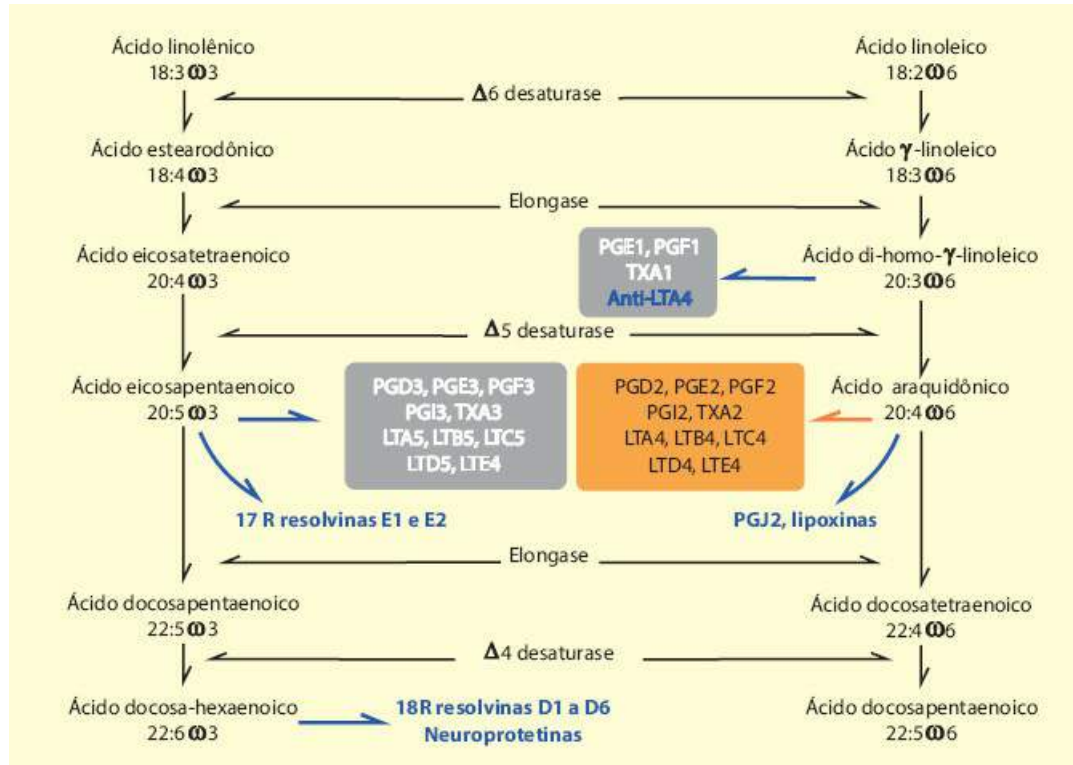 Ácido linolênico
18:3ω3
Ácido linoleico
18:2ω6
Δ6 desaturase
Ácido estearodônico
18:4ω3
Ácido γ-linoleico
18:3ω6
Elongase
PGE1, PGF1
TXA1
Anti-LTA4
Ácido eicosatetraenoico
20:4ω3
Ácido di-homo-γ-linoleico
20:3ω6
Δ5 desaturase
Ácido eicosapentaenoico
20:5ω3
PGD3, PGE3, PGF3
PGI3, TXA3
LTA5, LTB5, LTC5
LTD5, LTE4
PGD2, PGE2, PGF2
PGI2, TXA2
LTA4, LTB4, LTC4
LTD4, LTE4
Ácido araquidônico
20:4ω6
17 R resolvinas E1 e E2
PGJ2, lipoxinas
Elongase
Ácido docosapentaenoico
22:5ω3
Ácido docosatetraenoico
22:4ω6
Δ4 desaturase
Ácido docosa-hexaenoico
22:6ω3
18R resolvinas D1 a D6
Neuroprotetinas
Ácido docosapentaenoico
22:5ω6